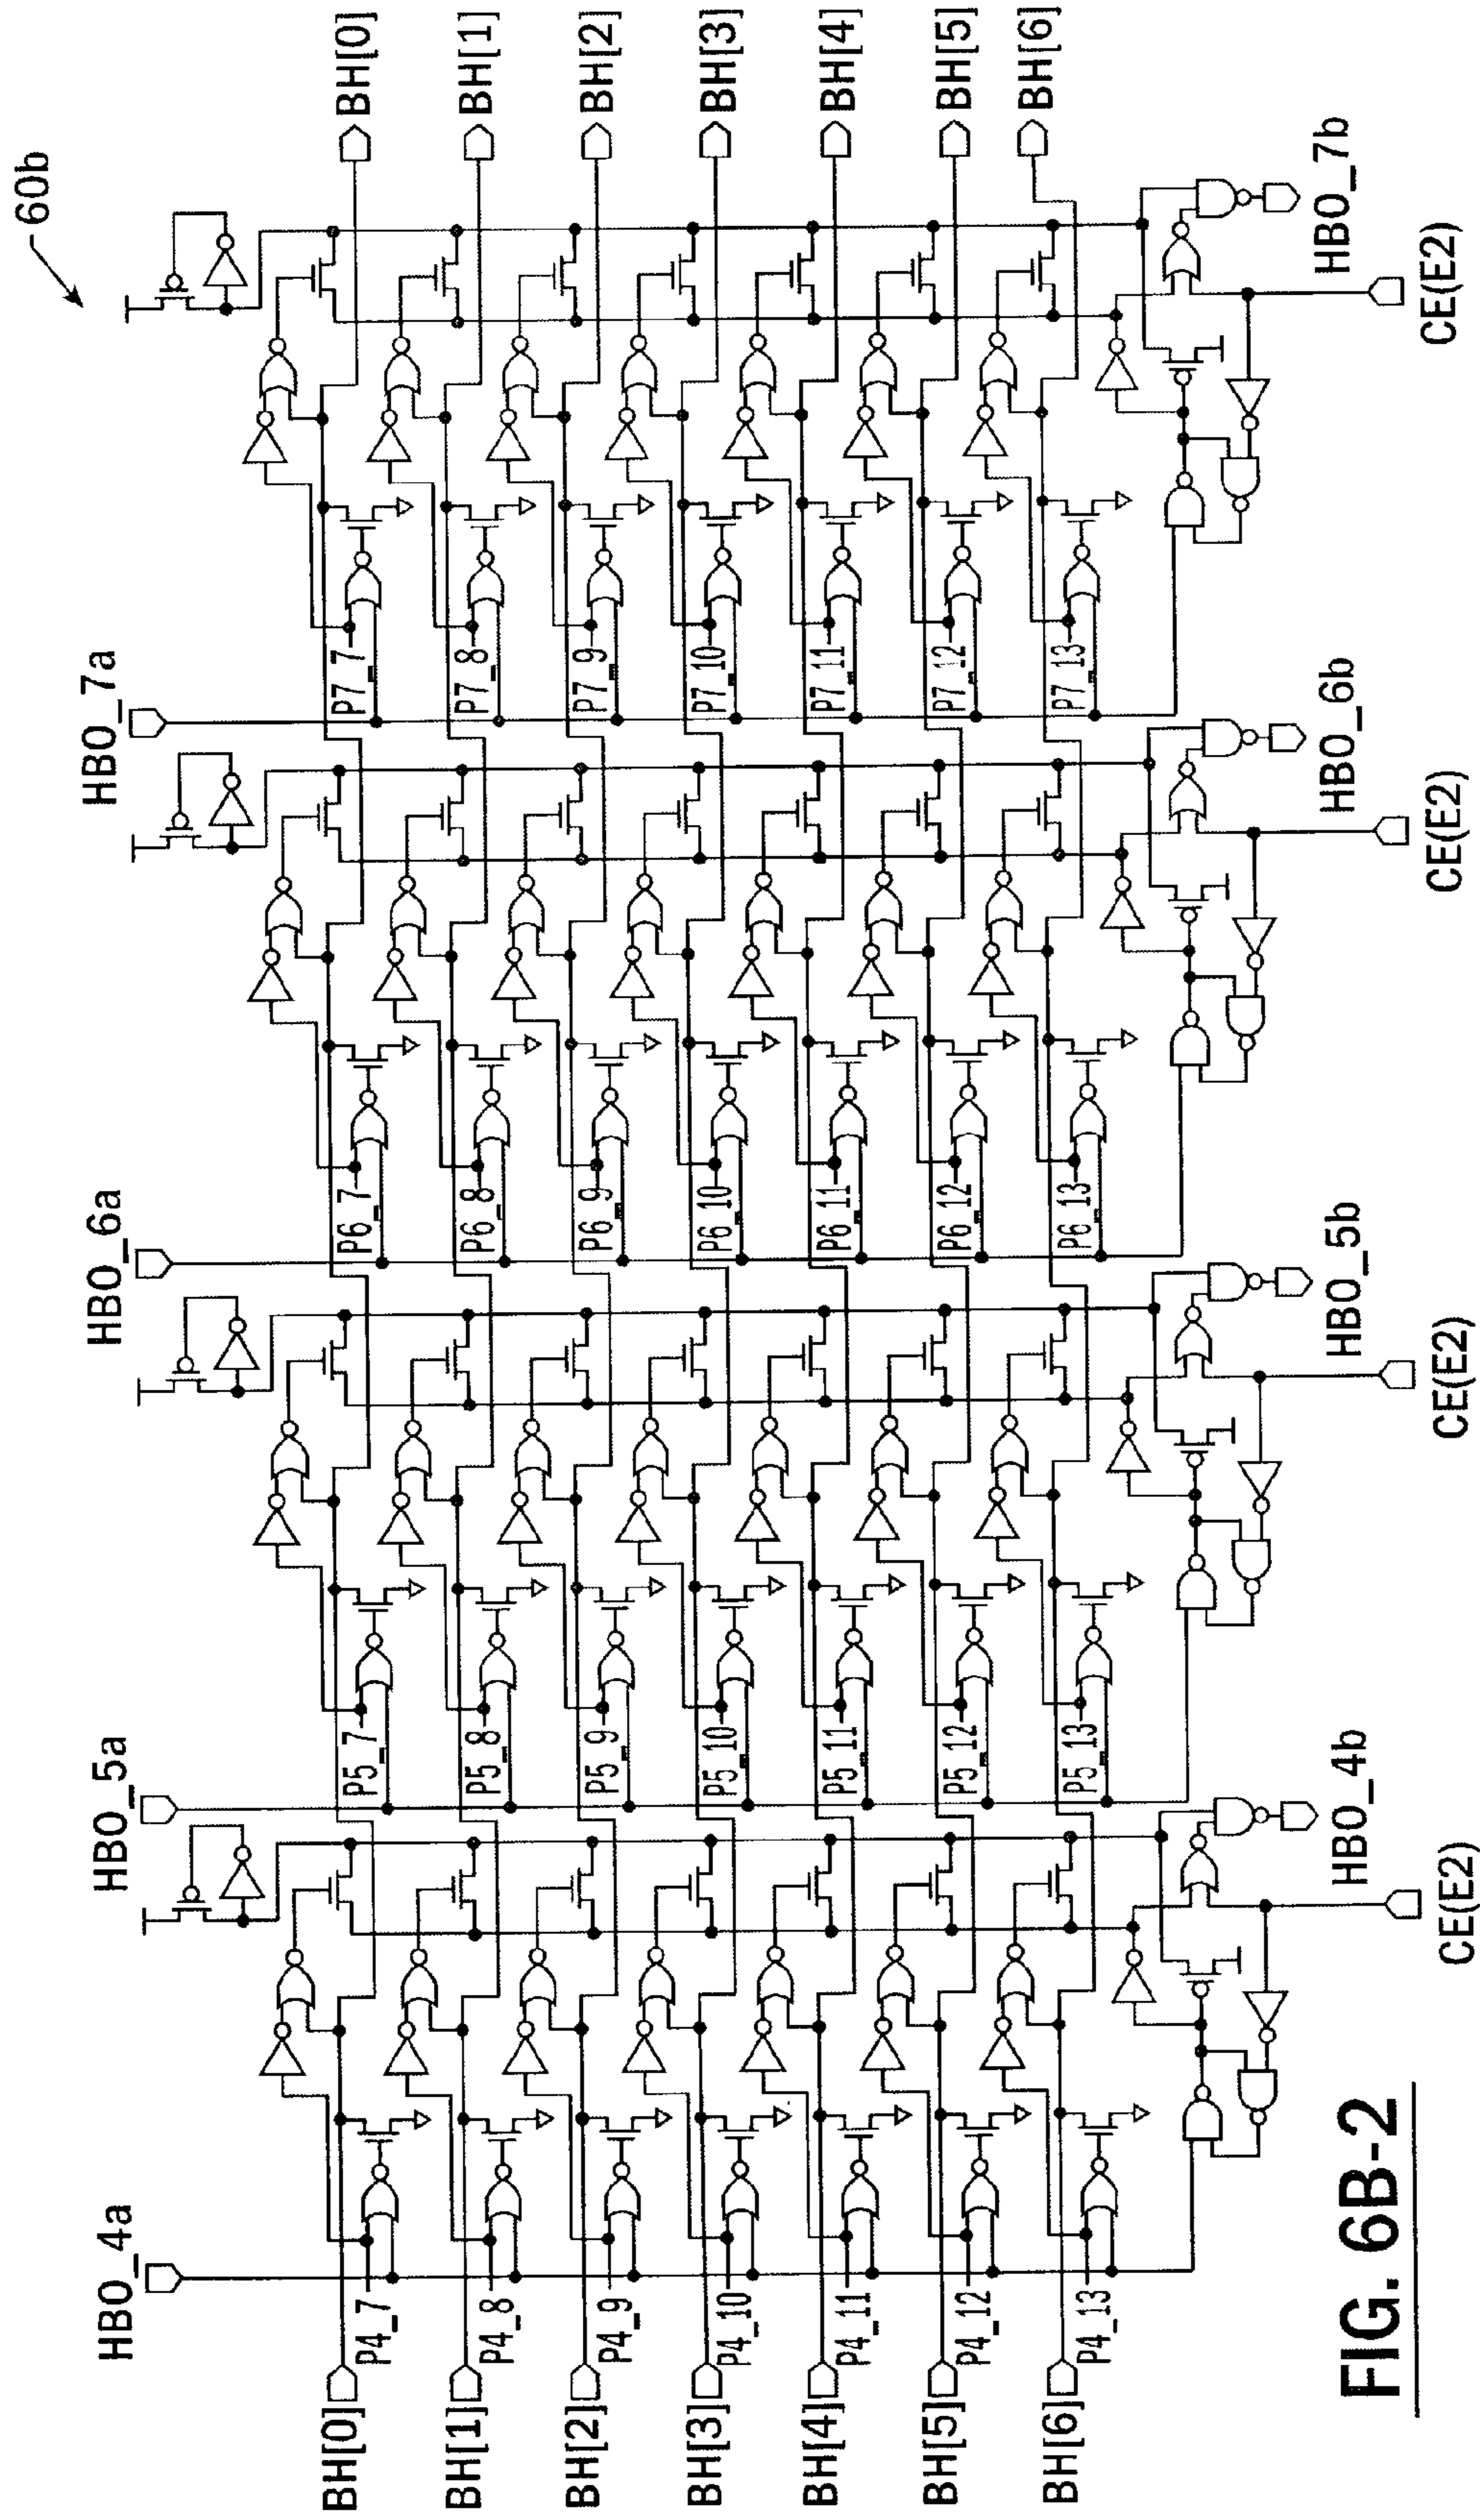 60b
HBO_4a
HBO_5a
HBO_6a
HBO_7a
BH[0]
P4_7
P5_7
P6_7
P7_7
BH[0]
BH[1]
P4_8
P5_8
P6_8
P7_8
BH[1]
BH[2]
P4_9
P5_9
P6_9
P7_9
BH[2]
BH[3]
P4_10
P5_10
P6_10
P7_10
BH[3]
BH[4]
P4_11
P5_11
P6_11
P7_11
BH[4]
BH[5]
P4_12
P5_12
P6_12
P7_12
BH[5]
BH[6]
P4_13
P5_13
P6_13
P7_13
BH[6]
HBO_4b
HBO_5b
HBO_6b
HBO_7b
CE(E2)
CE(E2)
CE(E2)
CE(E2)
FIG. 6B-2